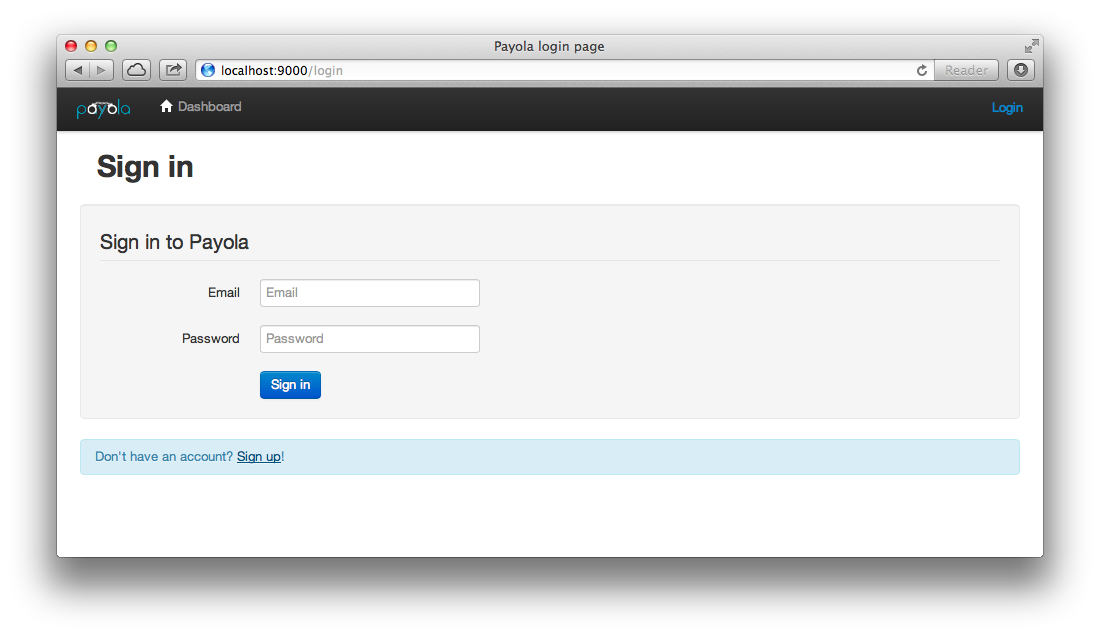 Payola login page
localhost:9000/login
Reader
payola
Dashboard
Login
Sign in
Sign in to Payola
Email
Email
Password
Password
Sign in
Don't have an account? Sign up!